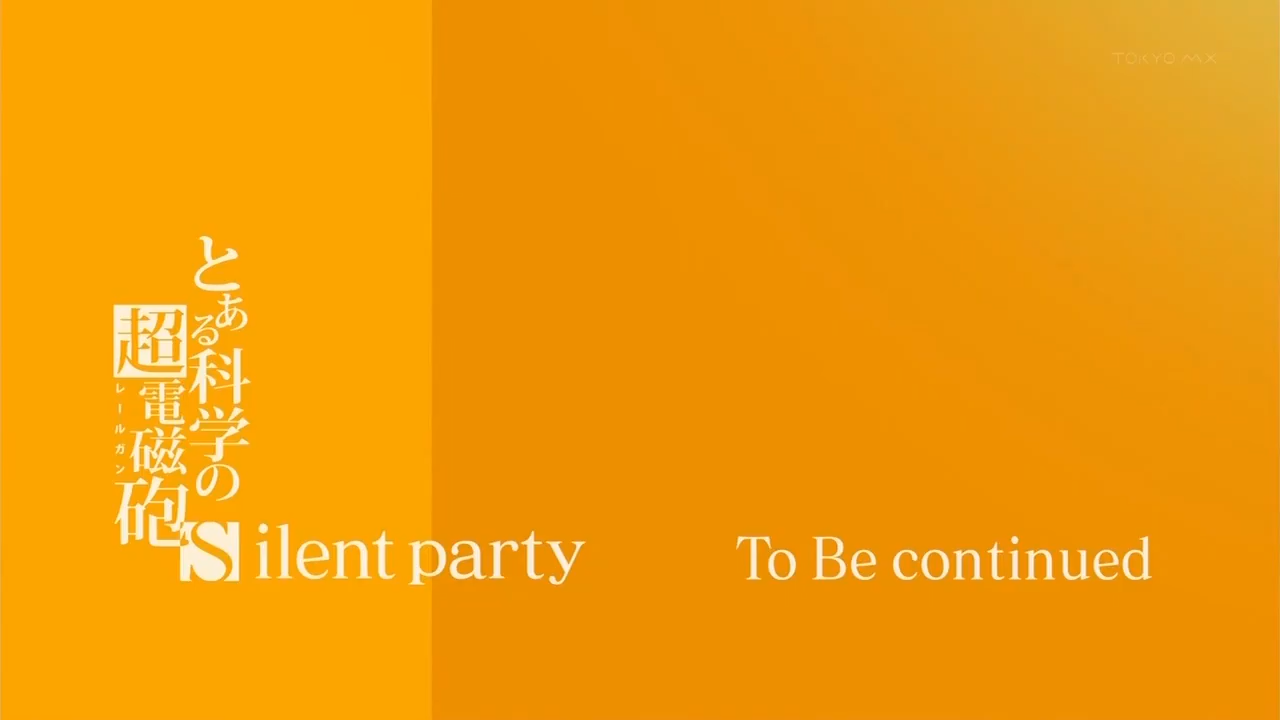 TOKYO MX
とある科学の
超電磁砲
レールガン
Silent party
To Be continued